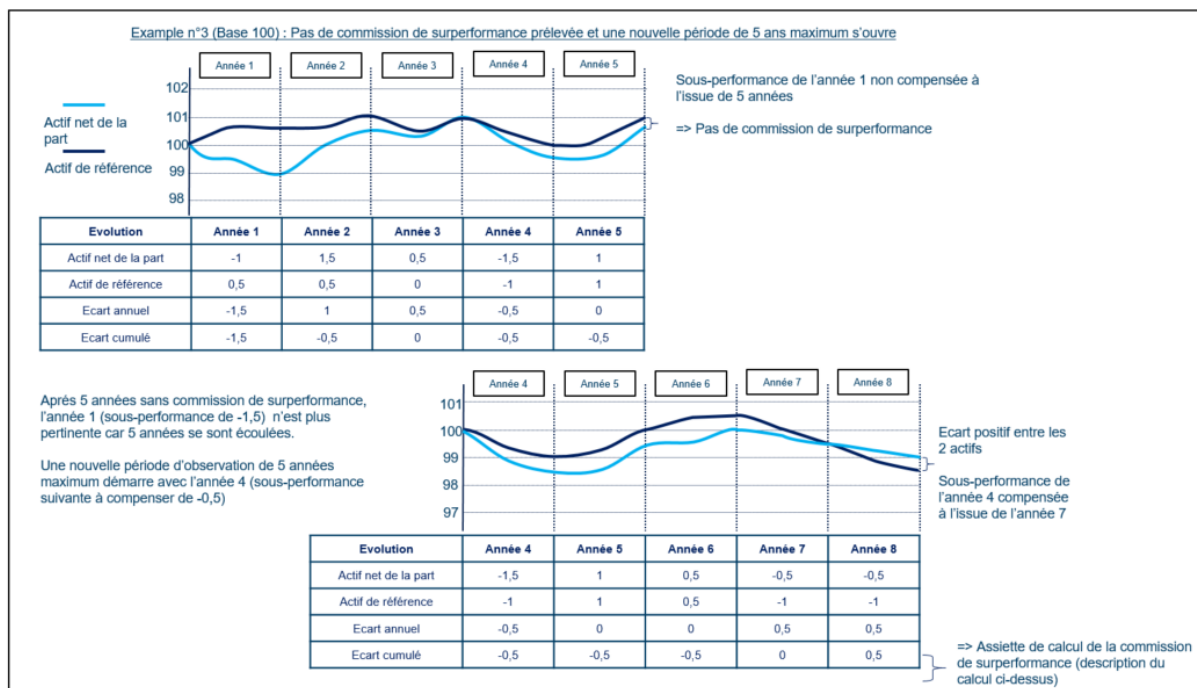 Example n°3 (Base 100) : Pas de commission de surperformance prélevée et une nouvelle période de 5 ans maximum s'ouvre
Année 1 Année 2 Année 3 Année 4 Année 5
102
101
100
99
98
Actif net de la
part
Actif de référence
Sous-performance de l'année 1 non compensée à
l'issue de 5 années
=> Pas de commission de surperformance
Evolution Année 1 Année 2 Année 3 Année 4 Année 5
Actif net de la part -1 1,5 0,5 -1,5 1
Actif de référence 0,5 0,5 0 -1 1
Ecart annuel -1,5 1 0,5 -0,5 0
Ecart cumulé -1,5 -0,5 0 -0,5 -0,5
Après 5 années sans commission de surperformance,
l'année 1 (sous-performance de -1,5) n'est plus
pertinente car 5 années se sont écoulées.
Une nouvelle période d'observation de 5 années
maximum démarre avec l'année 4 (sous-performance
suivante à compenser de -0,5)
Année 4 Année 5 Année 6 Année 7 Année 8
101
100
99
98
97
Ecart positif entre les
2 actifs
Sous-performance de
l'année 4 compensée
à l'issue de l'année 7
Evolution Année 4 Année 5 Année 6 Année 7 Année 8
Actif net de la part -1,5 1 0,5 -0,5 -0,5
Actif de référence -1 1 0,5 -1 -1
Ecart annuel -0,5 0 0 0,5 0,5
Ecart cumulé -0,5 -0,5 -0,5 0 0,5
=> Assiette de calcul de la commission
de surperformance (description du
calcul ci-dessus)